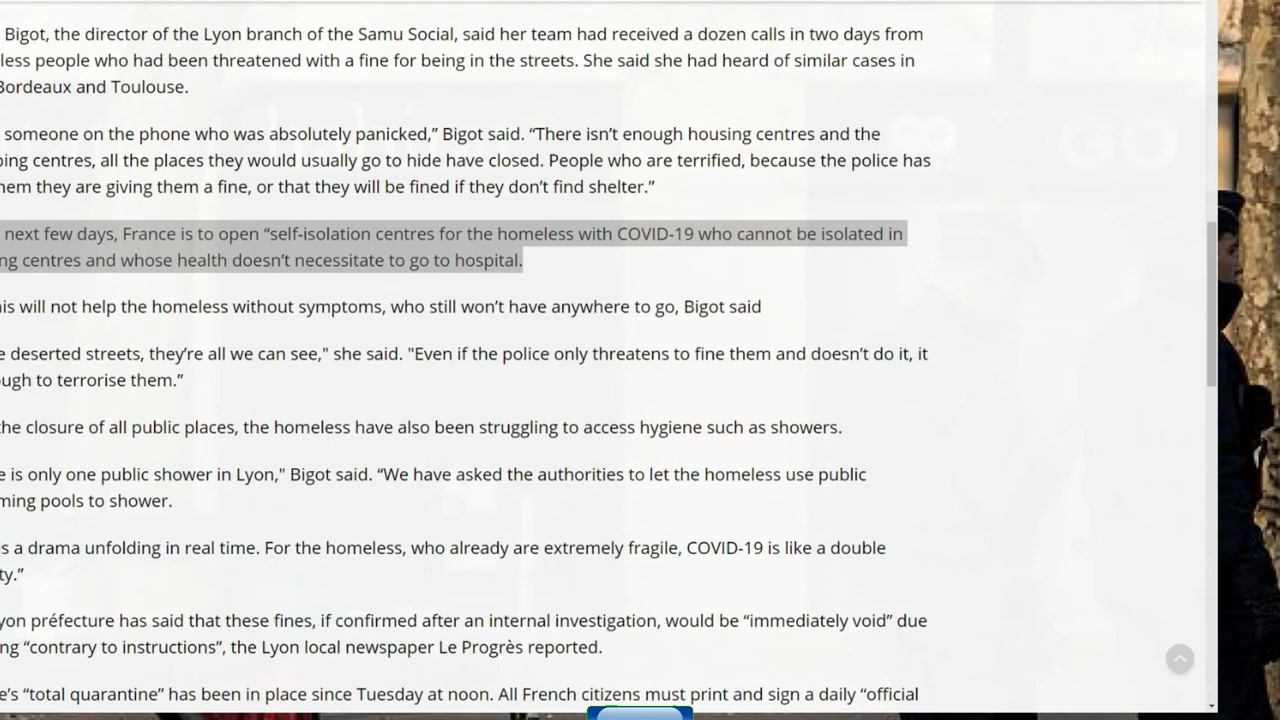 Bigot, the director of the Lyon branch of the Samu Social, said her team had received a dozen calls in two days from
less people who had been threatened with a fine for being in the streets. She said she had heard of similar cases in
Bordeaux and Toulouse.
someone on the phone who was absolutely panicked,” Bigot said. “There isn’t enough housing centres and the
ping centres, all the places they would usually go to hide have closed. People who are terrified, because the police has
hem they are giving them a fine, or that they will be fined if they don’t find shelter.”
next few days, France is to open “self-isolation centres for the homeless with COVID-19 who cannot be isolated in
ng centres and whose health doesn’t necessitate to go to hospital.
is will not help the homeless without symptoms, who still won’t have anywhere to go, Bigot said
e deserted streets, they’re all we can see," she said. "Even if the police only threatens to fine them and doesn’t do it, it
ugh to terrorise them.”
the closure of all public places, the homeless have also been struggling to access hygiene such as showers.
e is only one public shower in Lyon," Bigot said. “We have asked the authorities to let the homeless use public
ming pools to shower.
is a drama unfolding in real time. For the homeless, who already are extremely fragile, COVID-19 is like a double
ty.”
yon préfecture has said that these fines, if confirmed after an internal investigation, would be “immediately void” due
ng “contrary to instructions”, the Lyon local newspaper Le Progrès reported.
e’s “total quarantine” has been in place since Tuesday at noon. All French citizens must print and sign a daily “official
GO
GO